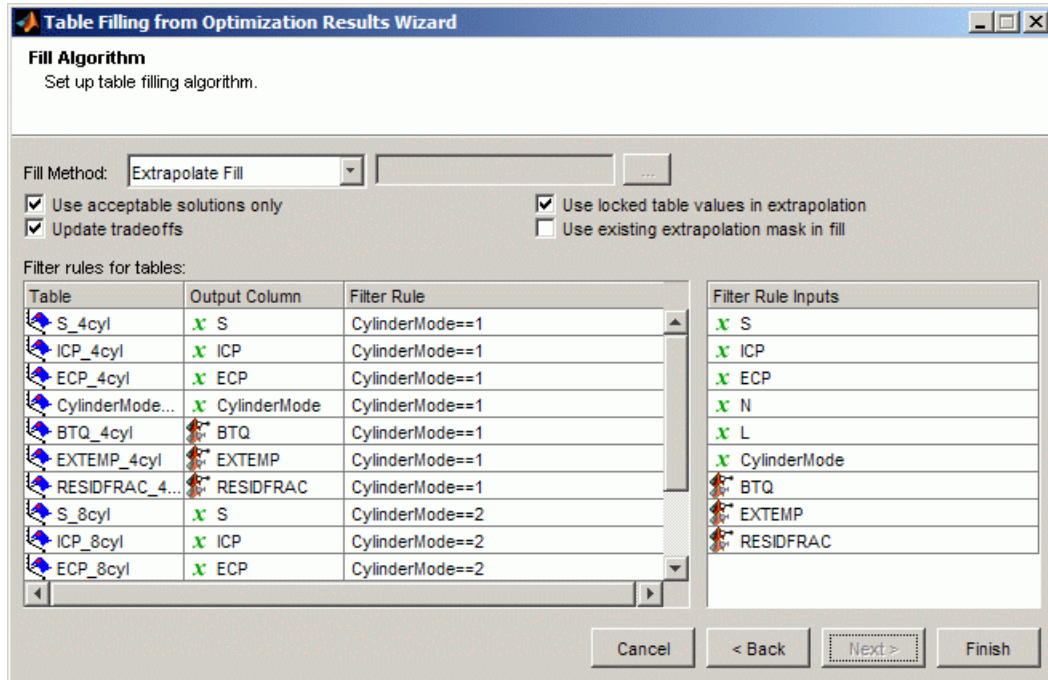 Table Filling from Optimization Results Wizard
Fill Algorithm
Set up table filling algorithm.
Fill Method: Extrapolate Fill ...
Use acceptable solutions only Use locked table values in extrapolation
Update tradeoffs Use existing extrapolation mask in fill
Filter rules for tables:
Table Output Column Filter Rule Filter Rule Inputs
S_4cyl x S CylinderMode==1 x S
ICP_4cyl x ICP CylinderMode==1 x ICP
ECP_4cyl x ECP CylinderMode==1 x ECP
CylinderMode... x CylinderMode CylinderMode==1 x N
BTQ_4cyl BTQ CylinderMode==1 x L
EXTEMP_4cyl EXTEMP CylinderMode==1 x CylinderMode
RESIDFRAC_4... RESIDFRAC CylinderMode==1 BTQ
S_8cyl x S CylinderMode==2 EXTEMP
ICP_8cyl x ICP CylinderMode==2 RESIDFRAC
ECP_8cyl x ECP CylinderMode==2
Cancel < Back Next > Finish